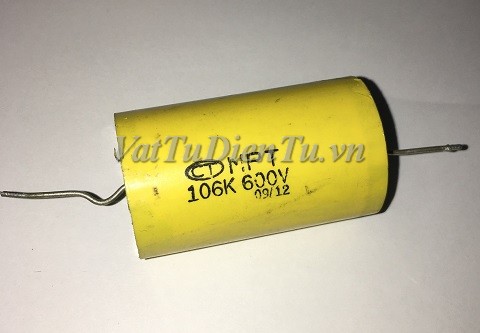 VatTuDienTu.vn
MPT
106K 600V
09/12